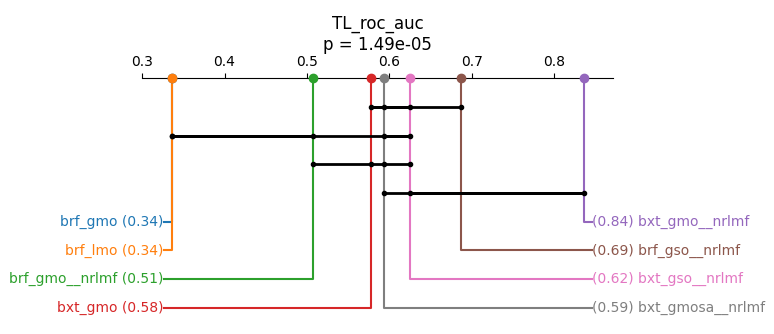 TL_roc_auc
p = 1.49e-05
0.3 0.4 0.5 0.6 0.7 0.8
brf_gmo (0.34) (0.84) bxt_gmo__nrlmf
brf_lmo (0.34) (0.69) brf_gso__nrlmf
brf_gmo__nrlmf (0.51) (0.62) bxt_gso__nrlmf
bxt_gmo (0.58) (0.59) bxt_gmosa__nrlmf